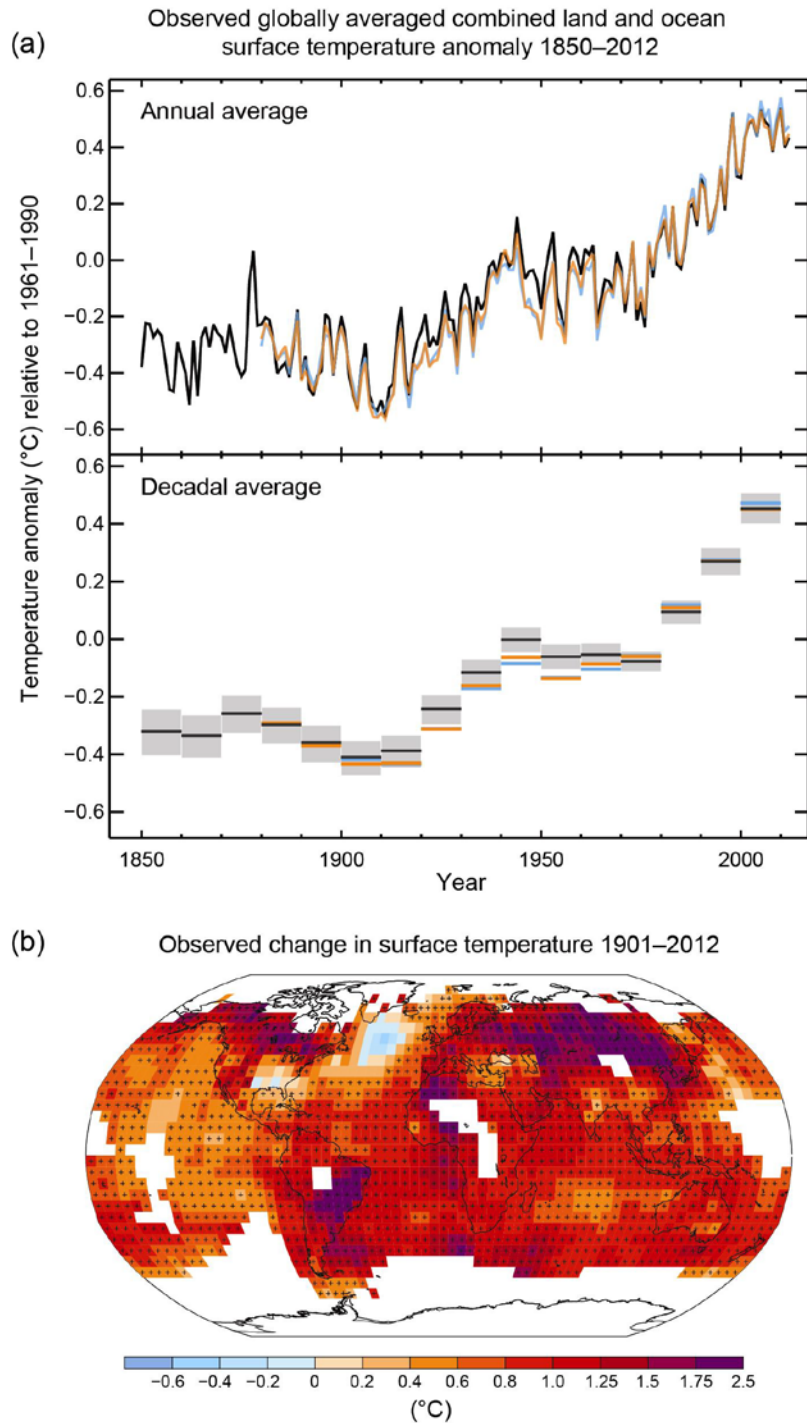 Observed globally averaged combined land and ocean
surface temperature anomaly 1850–2012
(a)
Annual average
0.6
0.4
0.2
0.0
−0.2
−0.4
−0.6
Temperature anomaly (°C) relative to 1961–1990
Decadal average
0.6
0.4
0.2
0.0
−0.2
−0.4
−0.6
1850
1900
1950
2000
Year
(b)
Observed change in surface temperature 1901–2012
−0.6 −0.4 −0.2 0 0.2 0.4 0.6 0.8 1.0 1.25 1.5 1.75 2.5
(°C)